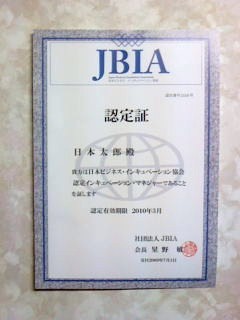 JBIA
認定証
日本太郎殿
貴方は日本ビジネス・インキュベーション協会
認定インキュベーション・マネジャーであること
を証します
認定有効期限 2010年3月
社団法人 JBIA
会長 星野 敏